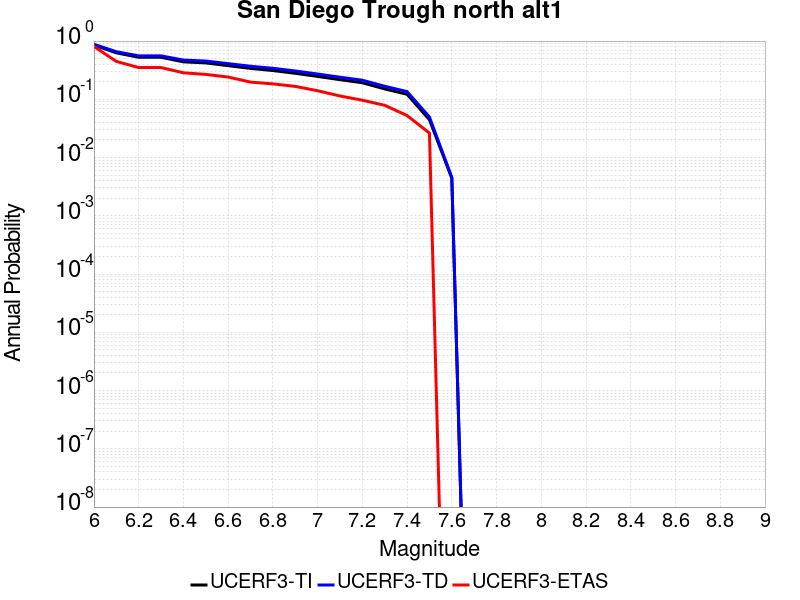 San Diego Trough north alt1
10^0
10^-1
10^-2
10^-3
10^-4
10^-5
10^-6
10^-7
10^-8
Annual Probability
6 6.2 6.4 6.6 6.8 7 7.2 7.4 7.6 7.8 8 8.2 8.4 8.6 8.8 9
Magnitude
UCERF3-TI UCERF3-TD UCERF3-ETAS